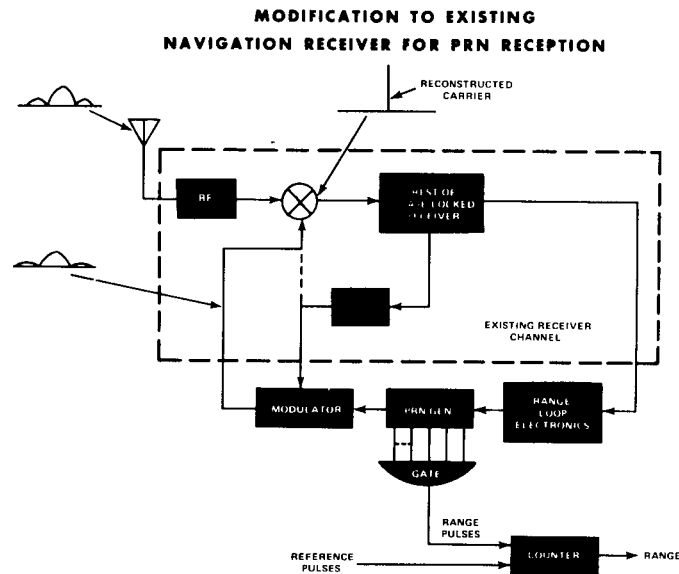 MODIFICATION TO EXISTING
NAVIGATION RECEIVER FOR PRN RECEPTION
RECONSTRUCTED
CARRIER
RF
REST OF
LOCKED
RECEIVER
EXISTING RECEIVER
CHANNEL
MODULATOR
PRN GEN
RANGE
LOOP
ELECTRONICS
GATE
RANGE
PULSES
REFERENCE
PULSES
COUNTER
RANGE